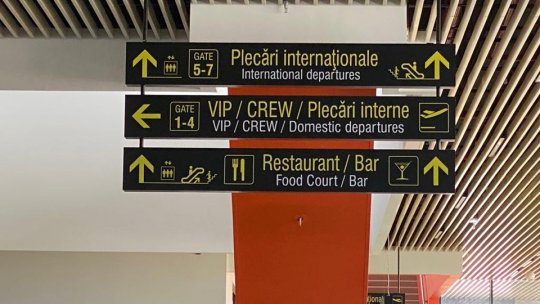 GATE
5-7
Plecări internaționale
International departures
GATE
1-4
VIP / CREW / Plecări interne
VIP / CREW / Domestic departures
Restaurant / Bar
Food Court / Bar